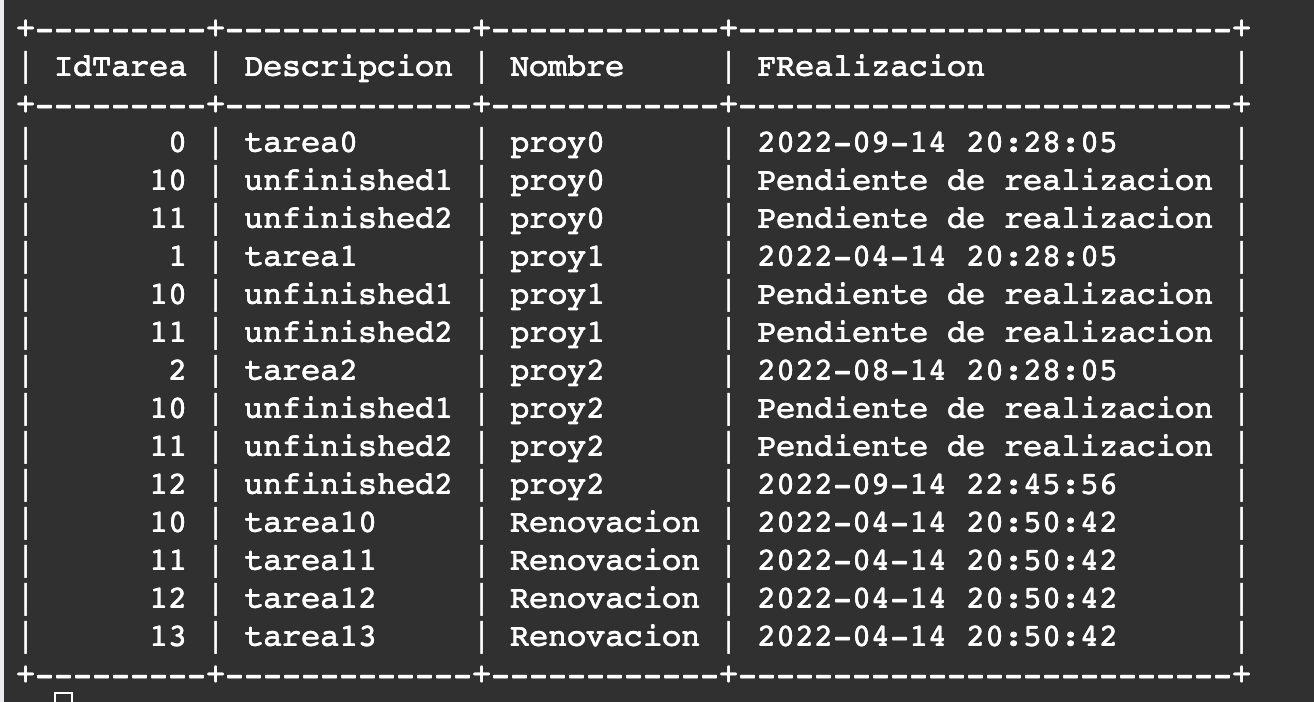 +---------+-------------+------------+--------------------------+
| IdTarea | Descripcion | Nombre     | FRealizacion             |
+---------+-------------+------------+--------------------------+
|       0 | tarea0      | proy0      | 2022-09-14 20:28:05      |
|      10 | unfinished1 | proy0      | Pendiente de realizacion |
|      11 | unfinished2 | proy0      | Pendiente de realizacion |
|       1 | tarea1      | proy1      | 2022-04-14 20:28:05      |
|      10 | unfinished1 | proy1      | Pendiente de realizacion |
|      11 | unfinished2 | proy1      | Pendiente de realizacion |
|       2 | tarea2      | proy2      | 2022-08-14 20:28:05      |
|      10 | unfinished1 | proy2      | Pendiente de realizacion |
|      11 | unfinished2 | proy2      | Pendiente de realizacion |
|      12 | unfinished2 | proy2      | 2022-09-14 22:45:56      |
|      10 | tarea10     | Renovacion | 2022-04-14 20:50:42      |
|      11 | tarea11     | Renovacion | 2022-04-14 20:50:42      |
|      12 | tarea12     | Renovacion | 2022-04-14 20:50:42      |
|      13 | tarea13     | Renovacion | 2022-04-14 20:50:42      |
+---------+-------------+------------+--------------------------+